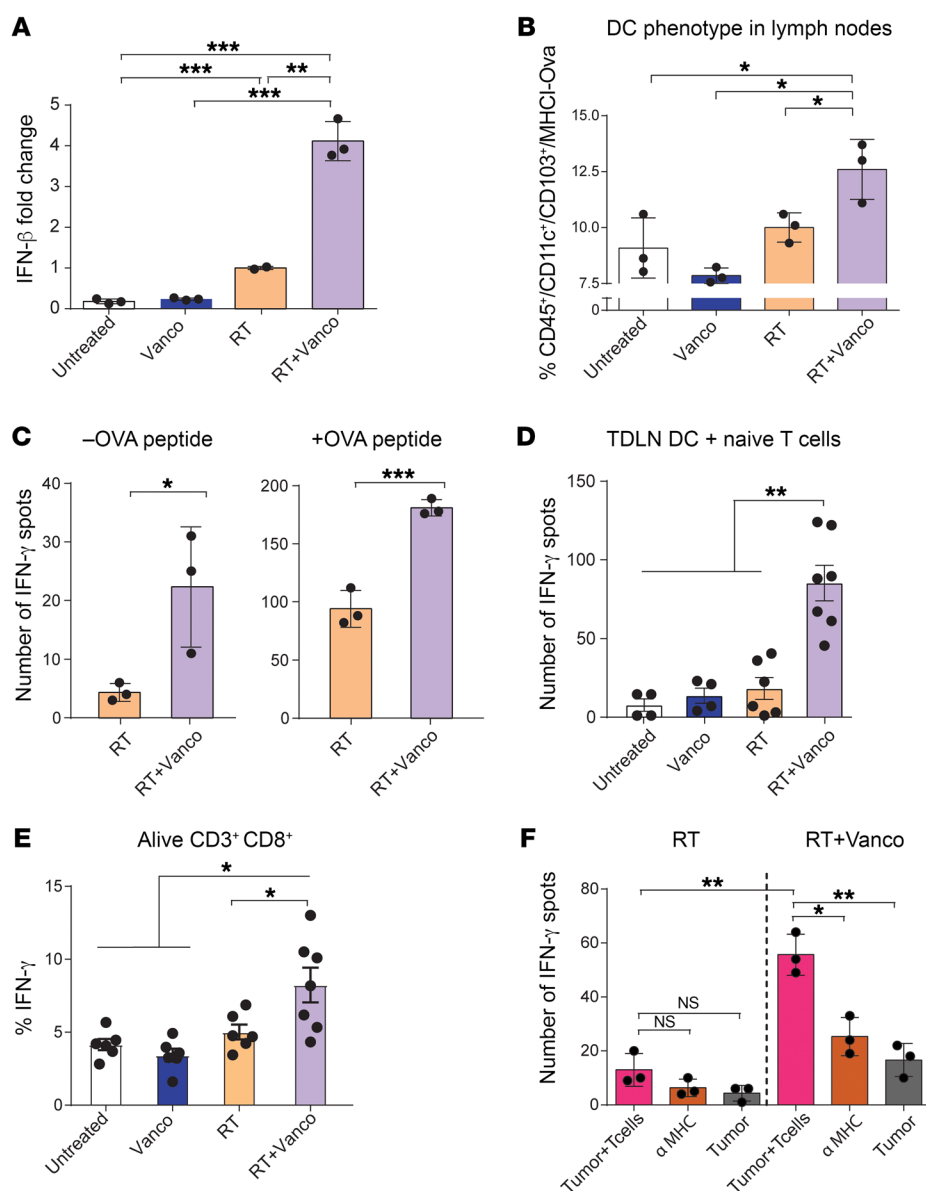 A
***
***
**
***
IFN-β fold change
5
4
3
2
1
0
Untreated
Vanco
RT
RT+Vanco
B
DC phenotype in lymph nodes
*
*
*
% CD45+/CD11c+/CD103+/MHCI-Ova
15.0
12.5
10.0
7.5
0
Untreated
Vanco
RT
RT+Vanco
C
–OVA peptide
*
Number of IFN-γ spots
40
30
20
10
0
RT
RT+Vanco
+OVA peptide
***
200
150
100
50
0
RT
RT+Vanco
D
TDLN DC + naive T cells
**
Number of IFN-γ spots
150
100
50
0
Untreated
Vanco
RT
RT+Vanco
E
Alive CD3+ CD8+
*
*
% IFN-γ
15
10
5
0
Untreated
Vanco
RT
RT+Vanco
F
RT
RT+Vanco
**
**
*
NS
NS
Number of IFN-γ spots
80
60
40
20
0
Tumor+Tcells
α MHC
Tumor
Tumor+Tcells
α MHC
Tumor